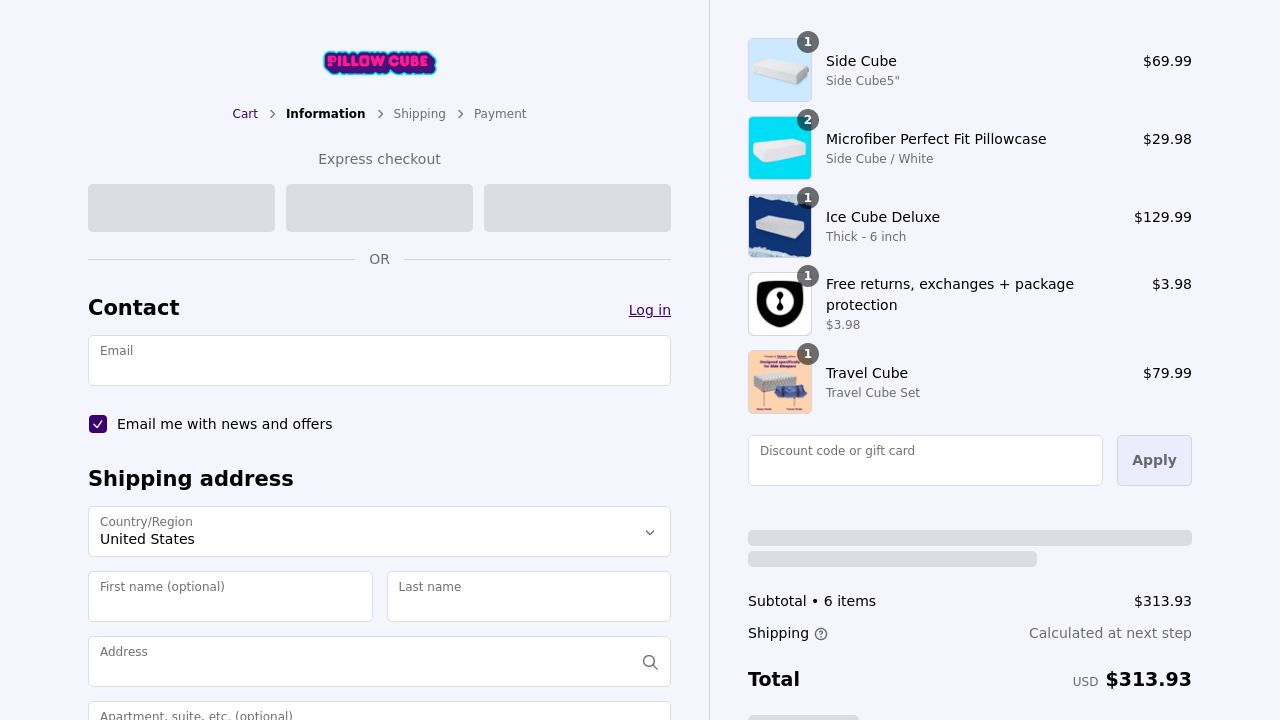 PILLOW CUBE
Cart > Information > Shipping > Payment
Express checkout
OR
Contact
Log in
Email
Email me with news and offers
Shipping address
Country/Region
United States
First name (optional)
Last name
Address
Apartment, suite, etc. (optional)
1
Side Cube
$69.99
Side Cube5"
2
Microfiber Perfect Fit Pillowcase
$29.98
Side Cube / White
1
Ice Cube Deluxe
$129.99
Thick - 6 inch
1
Free returns, exchanges + package
protection
$3.98
$3.98
1
Travel Cube
$79.99
Travel Cube Set
Designed specifically
for Side Sleepers
Discount code or gift card
Apply
Subtotal • 6 items
$313.93
Shipping
Calculated at next step
Total
USD $313.93